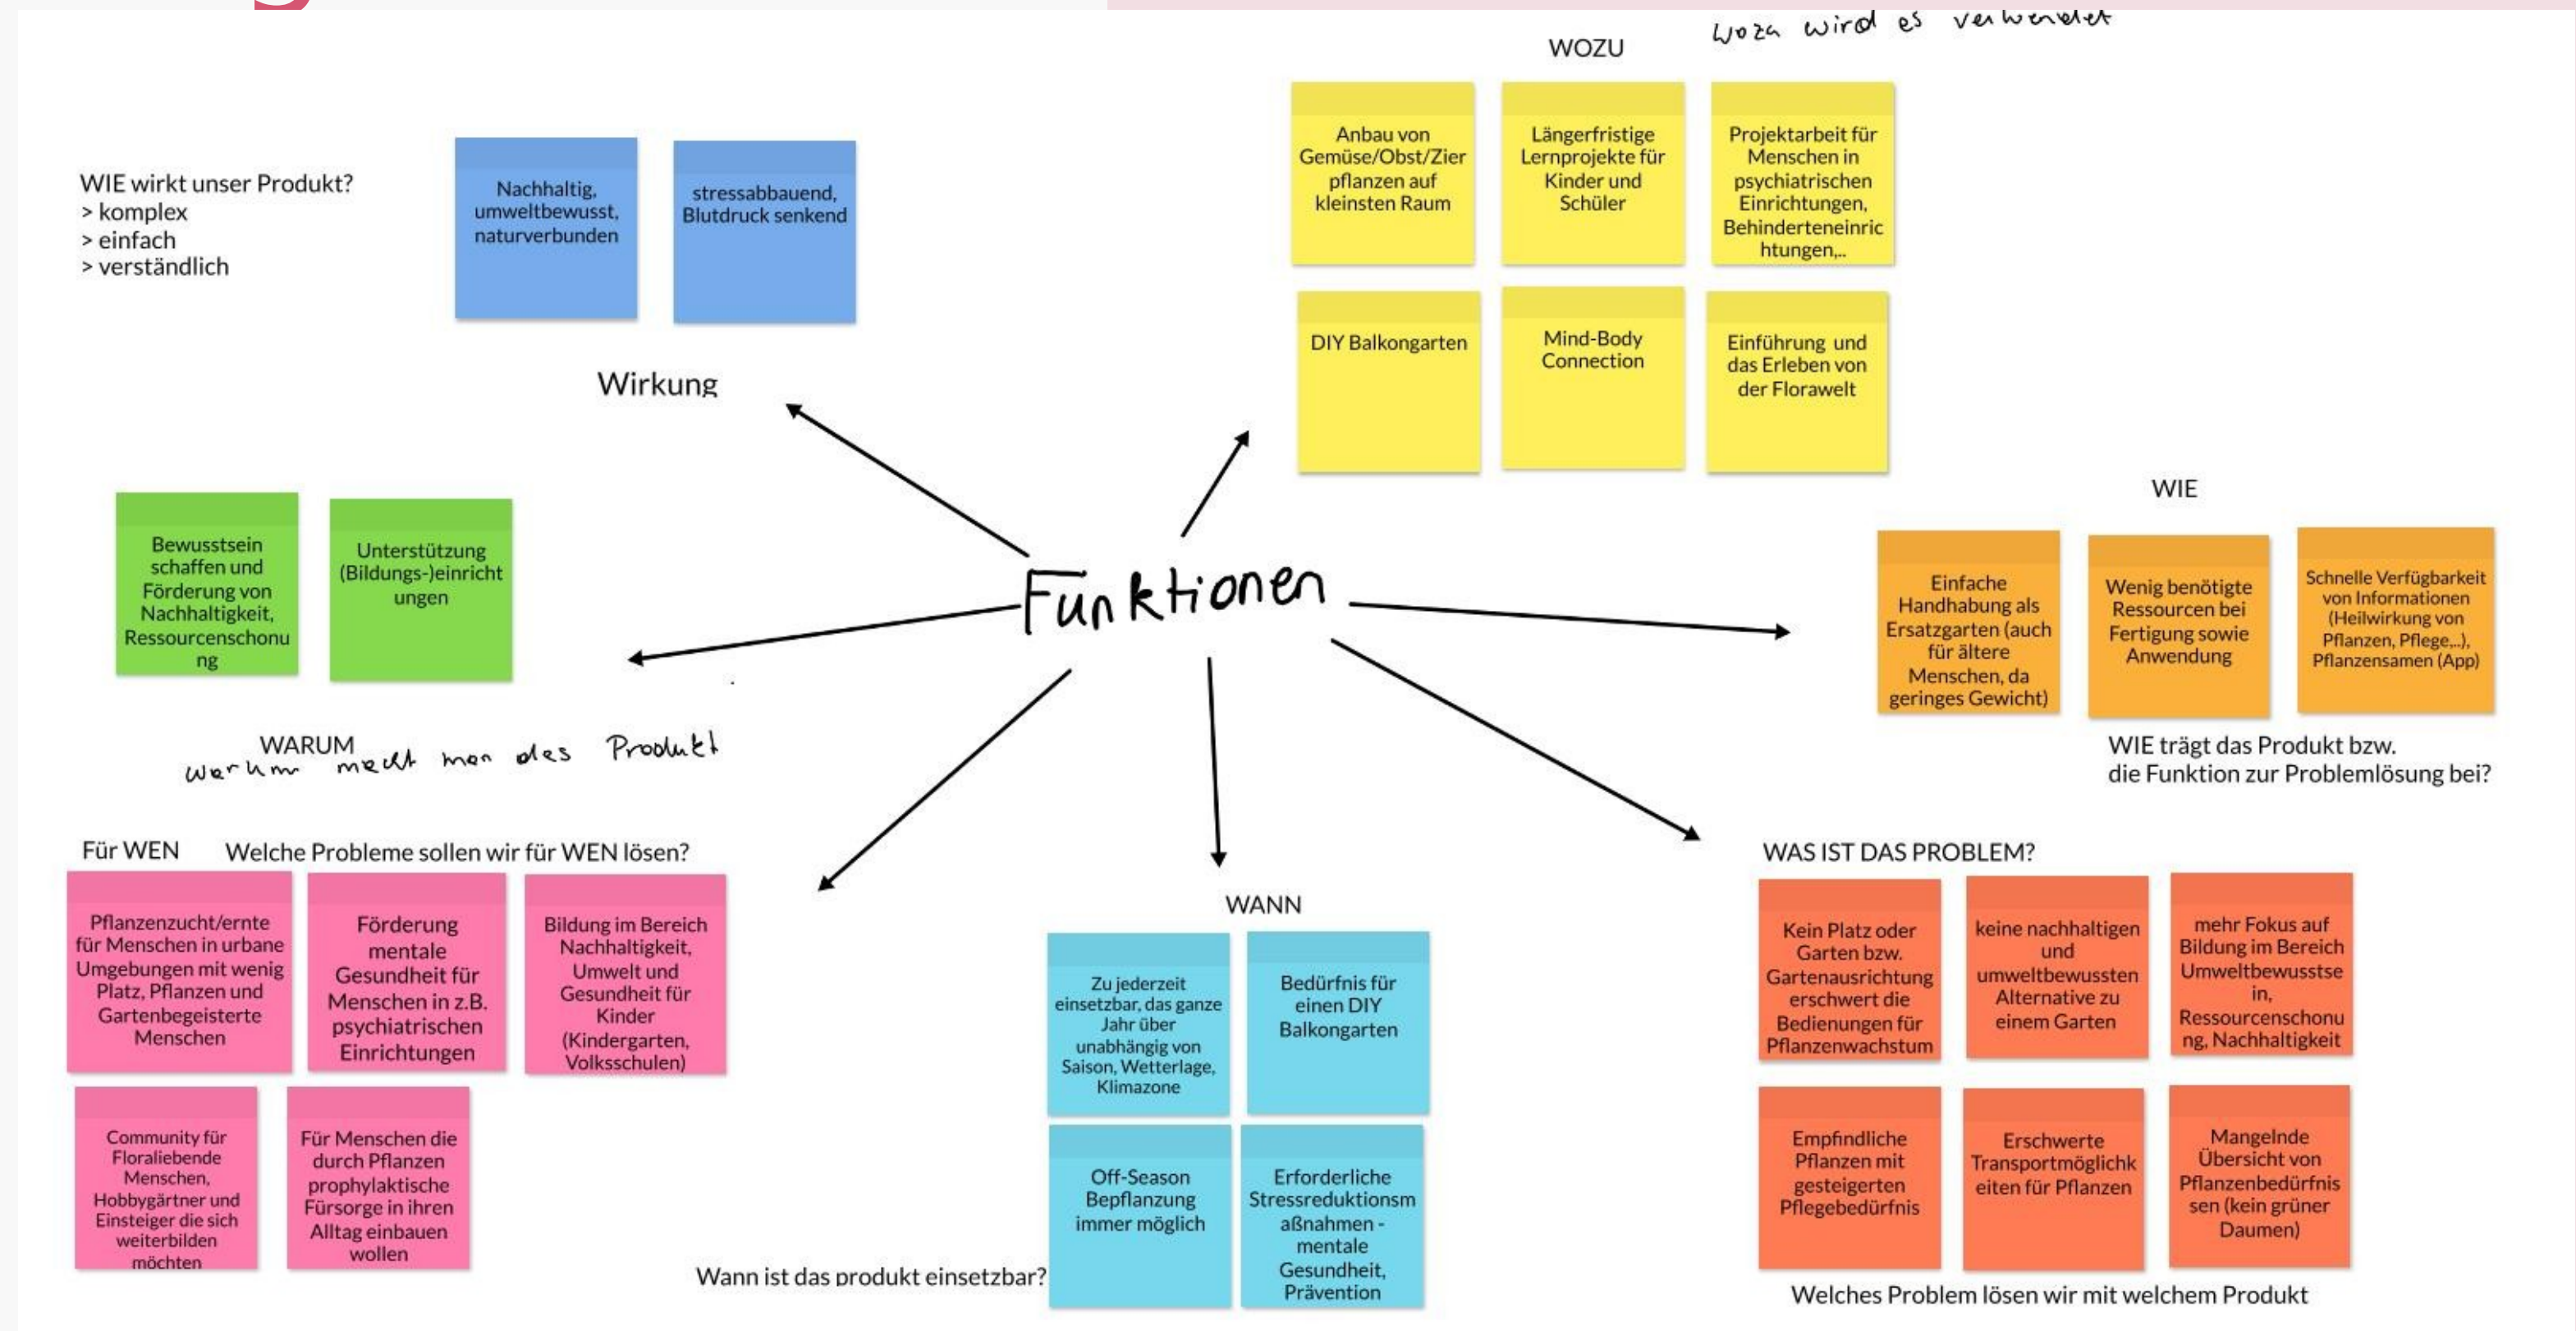 WOZU
woza wird es verwendet
Anbau von
Gemüse/Obst/Zier
pflanzen auf
kleinsten Raum
Längerfristige
Lernprojekte für
Kinder und
Schüler
Projektarbeit für
Menschen in
psychiatrischen
Einrichtungen,
Behinderteneinric
htungen,..
DIY Balkongarten
Mind-Body
Connection
Einführung und
das Erleben von
der Florawelt
WIE wirkt unser Produkt?
> komplex
> einfach
> verständlich
Nachhaltig,
umweltbewusst,
naturverbunden
stressabbauend,
Blutdruck senkend
Wirkung
Bewusstsein
schaffen und
Förderung von
Nachhaltigkeit,
Ressourcenschonu
ng
Unterstützung
(Bildungs-)einricht
ungen
WARUM
warum macht man das Produkt
Funktionen
WIE
Einfache
Handhabung als
Ersatzgarten (auch
für ältere
Menschen, da
geringes Gewicht)
Wenig benötigte
Ressourcen bei
Fertigung sowie
Anwendung
Schnelle Verfügbarkeit
von Informationen
(Heilwirkung von
Pflanzen, Pflege,..),
Pflanzensamen (App)
WIE trägt das Produkt bzw.
die Funktion zur Problemlösung bei?
Für WEN
Welche Probleme sollen wir für WEN lösen?
Pflanzenzucht/ernte
für Menschen in urbane
Umgebungen mit wenig
Platz, Pflanzen und
Gartenbegeisterte
Menschen
Förderung
mentale
Gesundheit für
Menschen in z.B.
psychiatrischen
Einrichtungen
Bildung im Bereich
Nachhaltigkeit,
Umwelt und
Gesundheit für
Kinder
(Kindergarten,
Volksschulen)
Community für
Floraliebende
Menschen,
Hobbygärtner und
Einsteiger die sich
weiterbilden
möchten
Für Menschen die
durch Pflanzen
prophylaktische
Fürsorge in ihren
Alltag einbauen
wollen
WANN
Zu jederzeit
einsetzbar, das ganze
Jahr über
unabhängig von
Saison, Wetterlage,
Klimazone
Bedürfnis für
einen DIY
Balkongarten
Off-Season
Bepflanzung
immer möglich
Erforderliche
Stressreduktionsm
aßnahmen -
mentale
Gesundheit,
Prävention
Wann ist das produkt einsetzbar?
WAS IST DAS PROBLEM?
Kein Platz oder
Garten bzw.
Gartenausrichtung
erschwert die
Bedienungen für
Pflanzenwachstum
keine nachhaltigen
und
umweltbewussten
Alternative zu
einem Garten
mehr Fokus auf
Bildung im Bereich
Umweltbewusstse
in,
Ressourcenschonu
ng, Nachhaltigkeit
Empfindliche
Pflanzen mit
gesteigerten
Pflegebedürfnis
Erschwerte
Transportmöglichk
eiten für Pflanzen
Mangelnde
Übersicht von
Pflanzenbedürfnis
sen (kein grüner
Daumen)
Welches Problem lösen wir mit welchem Produkt